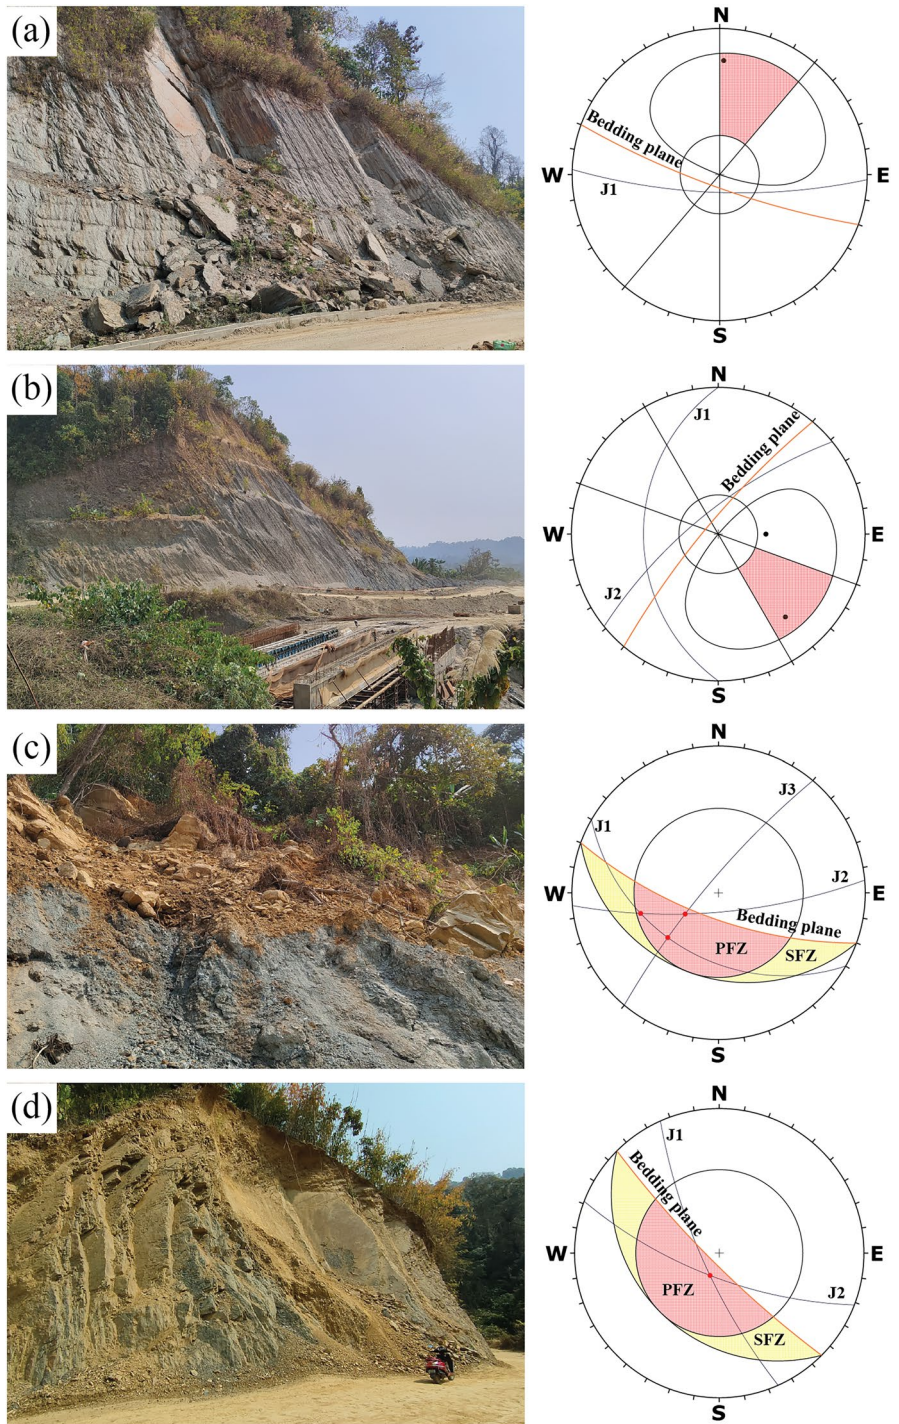 (a)
N
Bedding plane
W
E
J1
S
(b)
N
J1
Bedding plane
W
E
J2
S
(c)
N
J3
J1
J2
W
E
Bedding plane
PFZ
SFZ
S
(d)
N
J1
Bedding plane
W
E
J2
PFZ
SFZ
S